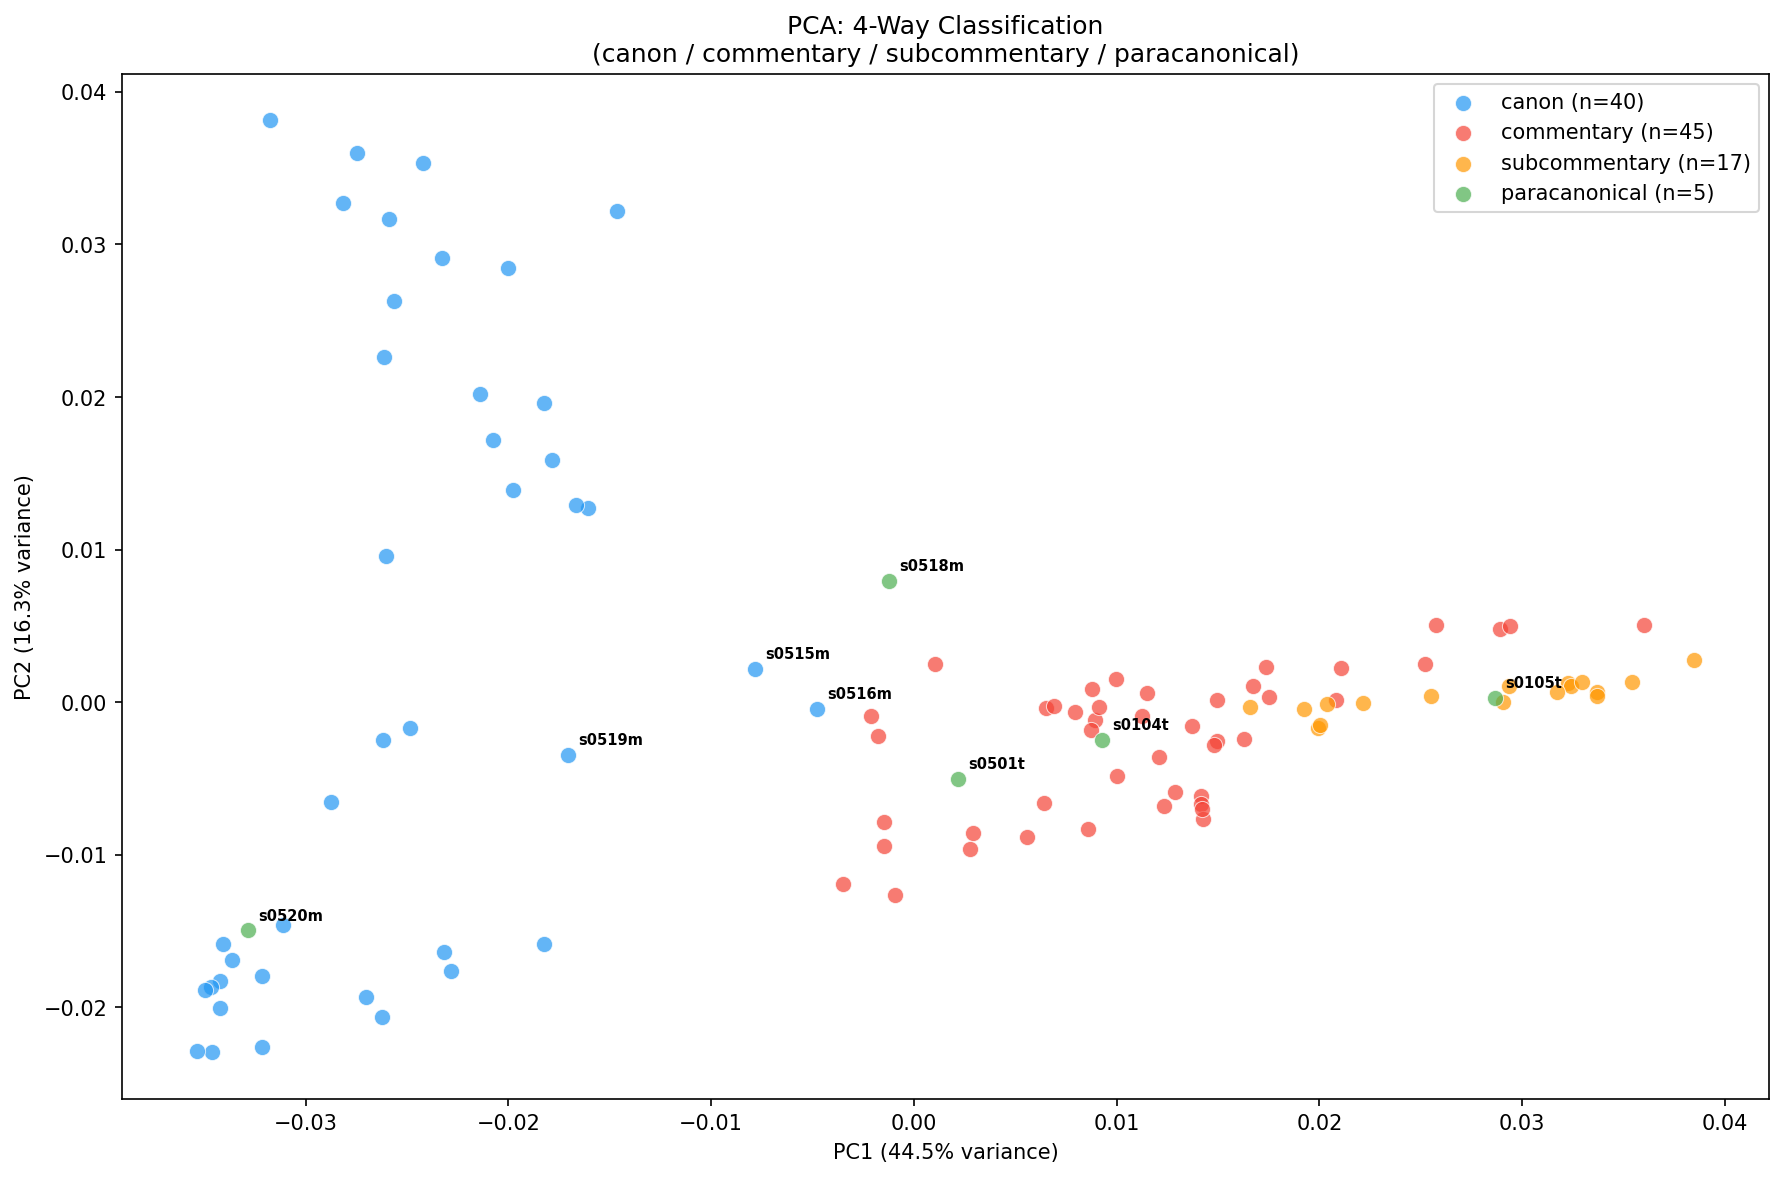 PCA: 4-Way Classification
(canon / commentary / subcommentary / paracanonical)
canon (n=40)
commentary (n=45)
subcommentary (n=17)
paracanonical (n=5)
PC2 (16.3% variance)
0.04
0.03
0.02
0.01
0.00
−0.01
−0.02
s0518m
s0515m
s0516m
s0105t
s0104t
s0519m
s0501t
s0520m
−0.03
−0.02
−0.01
0.00
0.01
0.02
0.03
0.04
PC1 (44.5% variance)